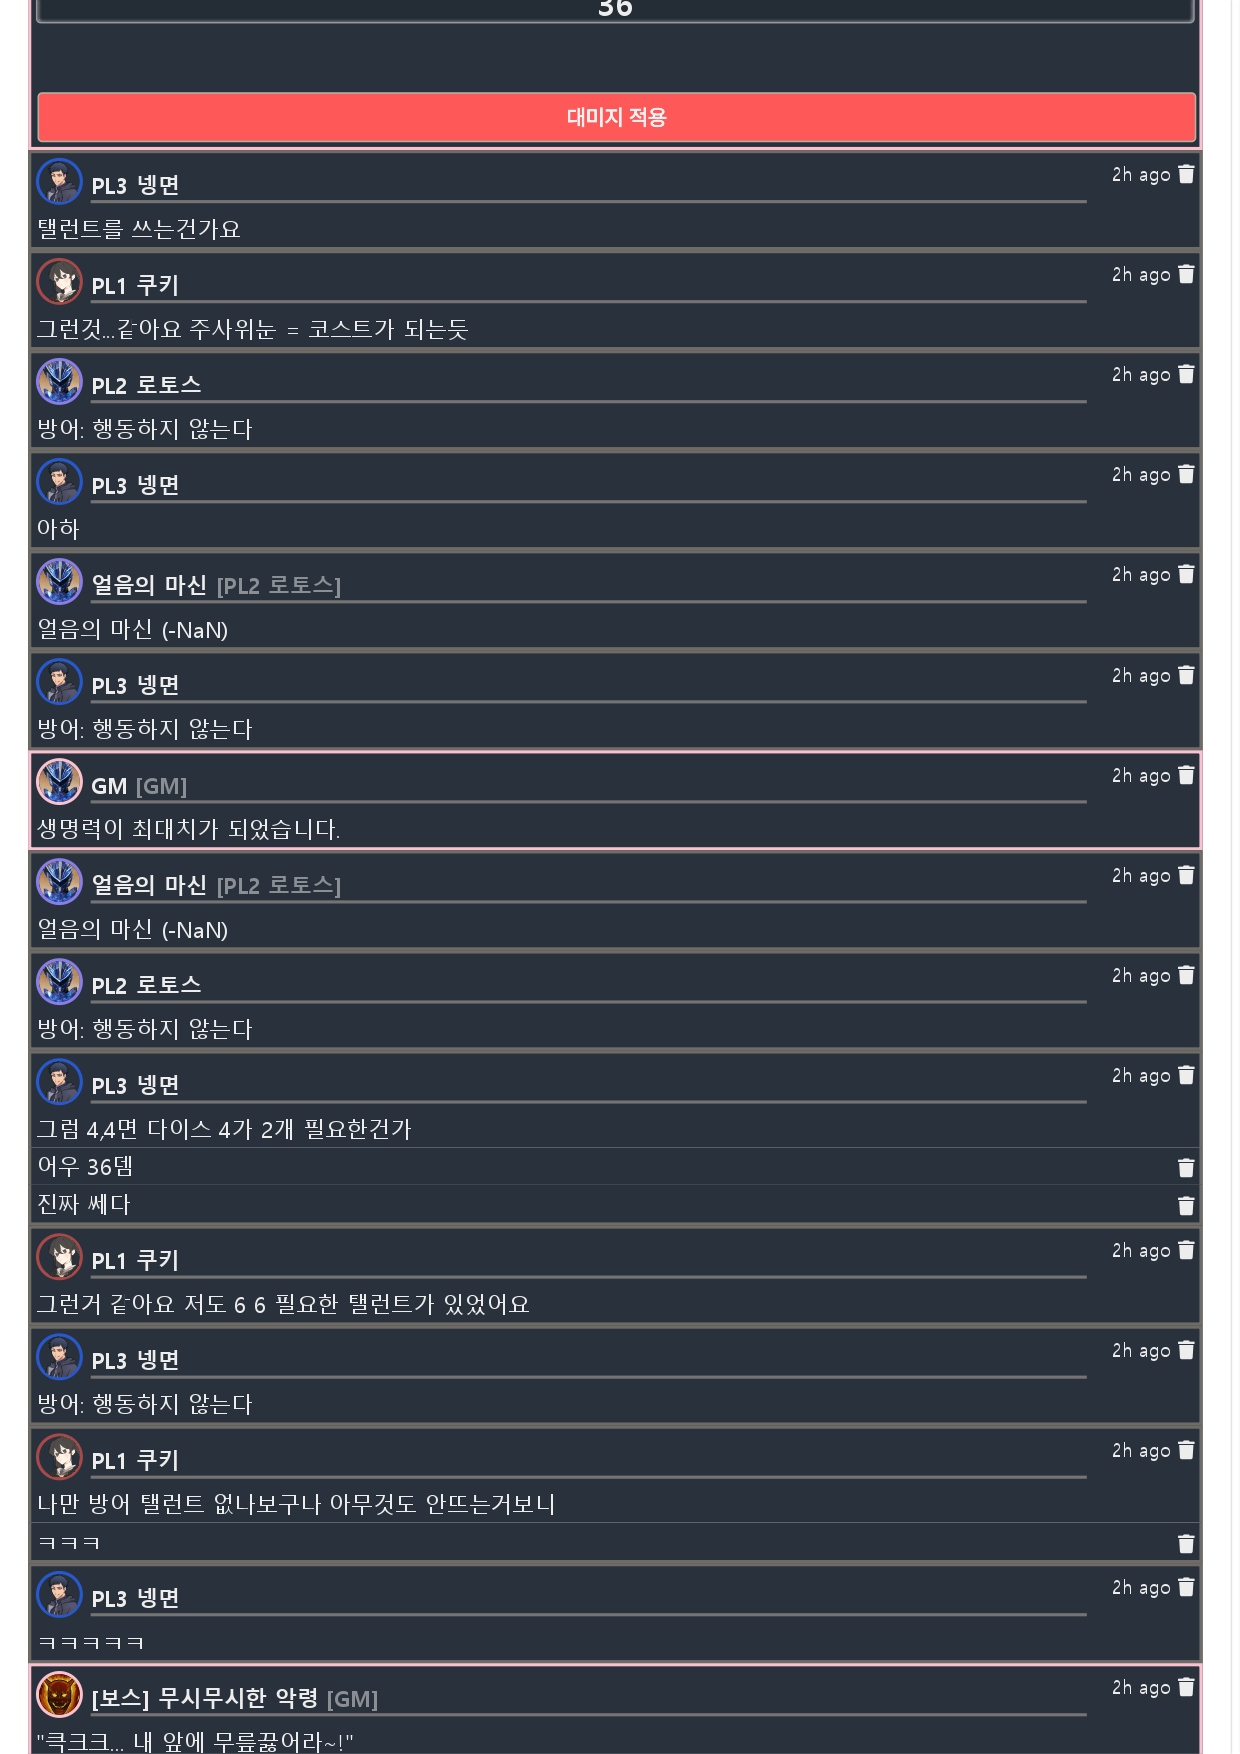 36
대미지 적용
PL3 넹면
2h ago
탤런트를 쓰는건가요
PL1 쿠키
2h ago
그런것...같아요 주사위눈 = 코스트가 되는듯
PL2 로토스
2h ago
방어: 행동하지 않는다
PL3 넹면
2h ago
아하
얼음의 마신 [PL2 로토스]
2h ago
얼음의 마신 (-NaN)
PL3 넹면
2h ago
방어: 행동하지 않는다
GM [GM]
2h ago
생명력이 최대치가 되었습니다.
얼음의 마신 [PL2 로토스]
2h ago
얼음의 마신 (-NaN)
PL2 로토스
2h ago
방어: 행동하지 않는다
PL3 넹면
2h ago
그럼 4,4면 다이스 4가 2개 필요한건가
어우 36뎀
진짜 쎄다
PL1 쿠키
2h ago
그런거 같아요 저도 6 6 필요한 탤런트가 있었어요
PL3 넹면
2h ago
방어: 행동하지 않는다
PL1 쿠키
2h ago
나만 방어 탤런트 없나보구나 아무것도 안뜨는거보니
ㅋㅋㅋ
PL3 넹면
2h ago
ㅋㅋㅋㅋㅋ
[보스] 무시무시한 악령 [GM]
2h ago
"큭크크... 내 앞에 무릎꿇어라~!"